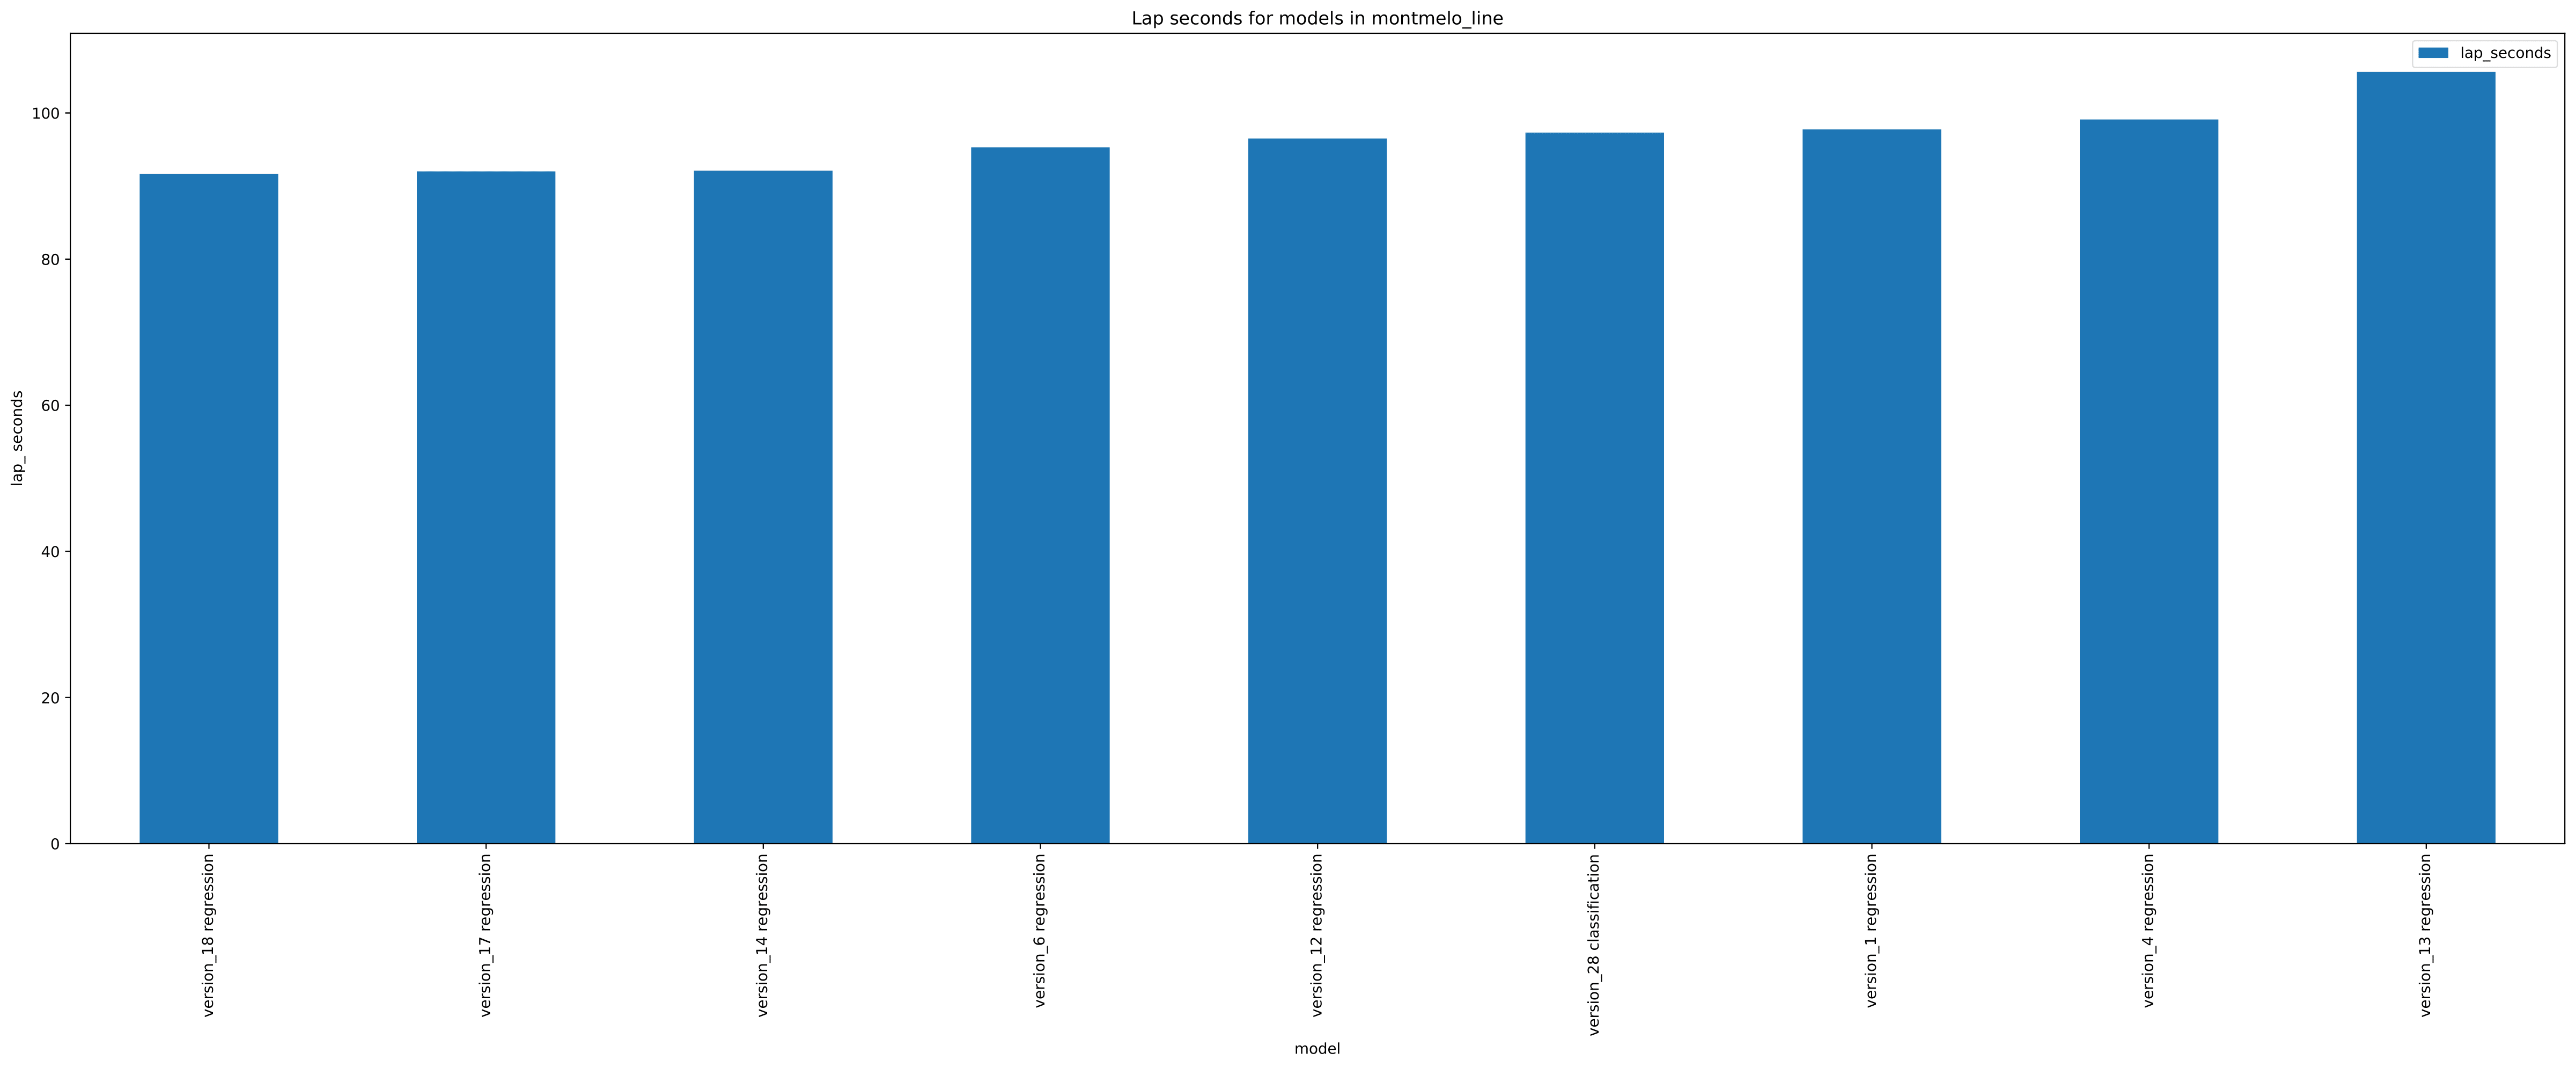 Lap seconds for models in montmelo_line
lap_seconds
lap_ seconds
100
80
60
40
20
0
version_18 regression
version_17 regression
version_14 regression
version_6 regression
version_12 regression
version_28 classification
version_1 regression
version_4 regression
version_13 regression
model